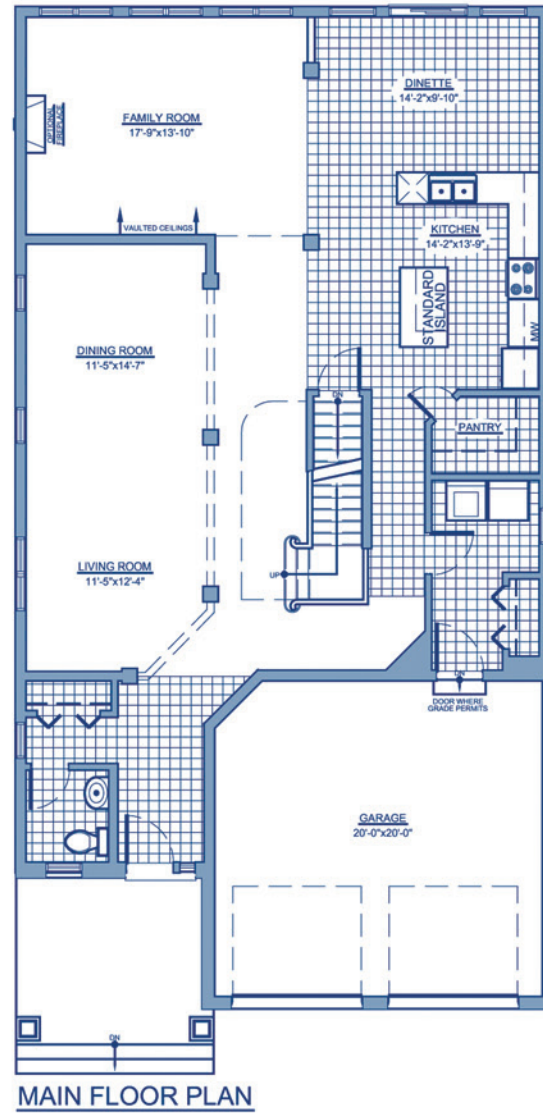 DINETTE
14'-2"x9'-10"
FAMILY ROOM
17'-9"x13'-10"
OPTIONAL
FIREPLACE
VAULTED CEILINGS
KITCHEN
14'-2"x13'-9"
STANDARD
ISLAND
MW
DINING ROOM
11'-5"x14'-7"
DN
PANTRY
LIVING ROOM
11'-5"x12'-4"
UP
DN
DOOR WHERE
GRADE PERMITS
GARAGE
20'-0"x20'-0"
DN
MAIN FLOOR PLAN